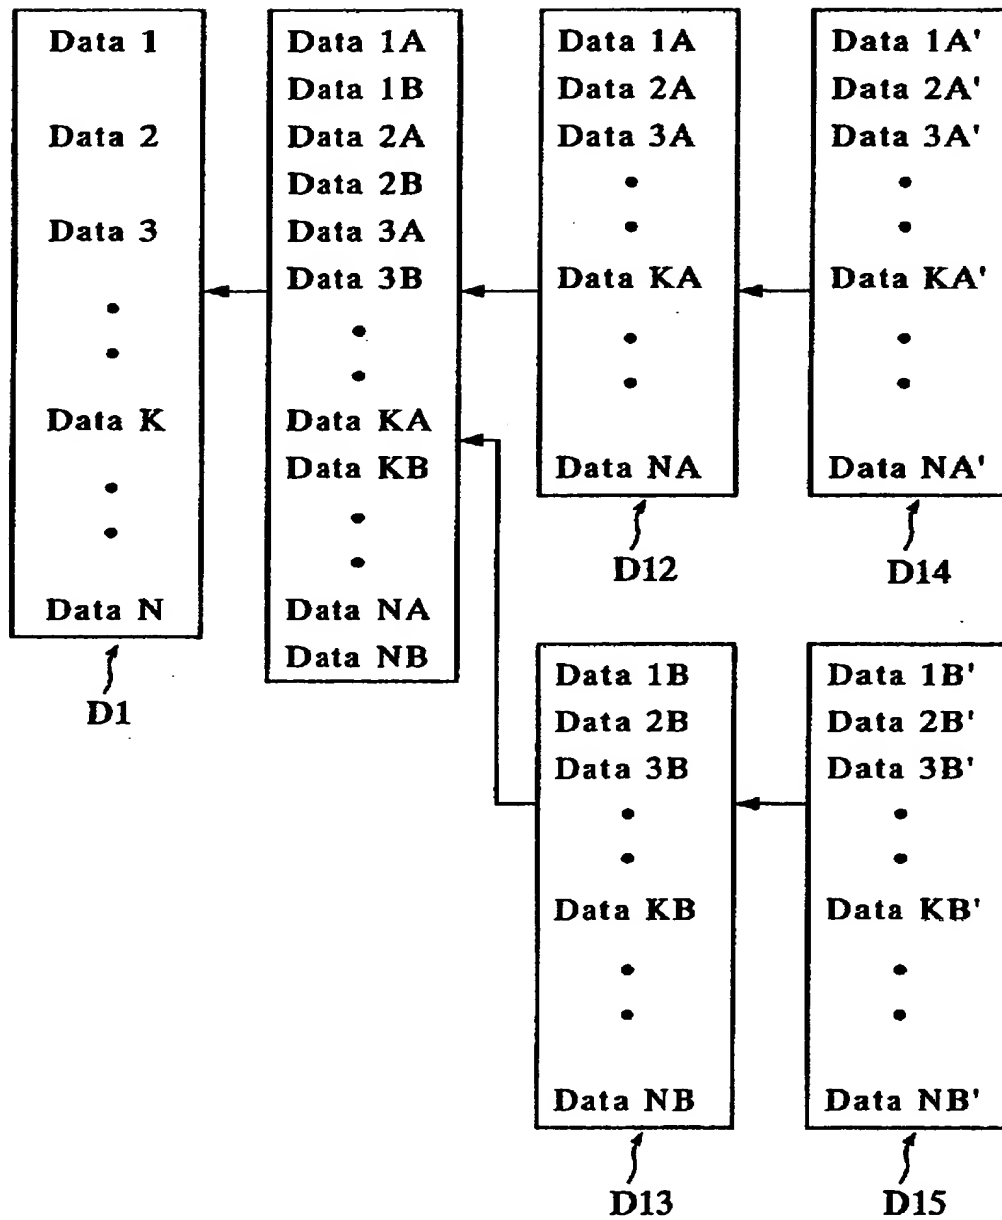 Data 1
Data 2
Data 3
Data K
Data N
D1
Data 1A
Data 1B
Data 2A
Data 2B
Data 3A
Data 3B
Data KA
Data KB
Data NA
Data NB
Data 1A
Data 2A
Data 3A
Data KA
Data NA
D12
Data 1A'
Data 2A'
Data 3A'
Data KA'
Data NA'
D14
Data 1B
Data 2B
Data 3B
Data KB
Data NB
D13
Data 1B'
Data 2B'
Data 3B'
Data KB'
Data NB'
D15